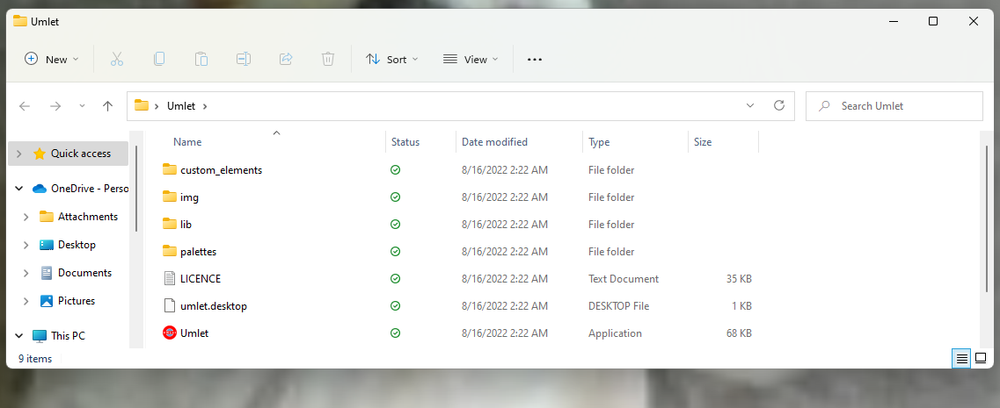 Umlet
New
Sort
View
Umlet
Search Umlet
Name Status Date modified Type Size
Quick access
OneDrive - Perso
Attachments
Desktop
Documents
Pictures
This PC
custom_elements 8/16/2022 2:22 AM File folder
img 8/16/2022 2:22 AM File folder
lib 8/16/2022 2:22 AM File folder
palettes 8/16/2022 2:22 AM File folder
LICENCE 8/16/2022 2:22 AM Text Document 35 KB
umlet.desktop 8/16/2022 2:22 AM DESKTOP File 1 KB
Umlet 8/16/2022 2:22 AM Application 68 KB
9 items